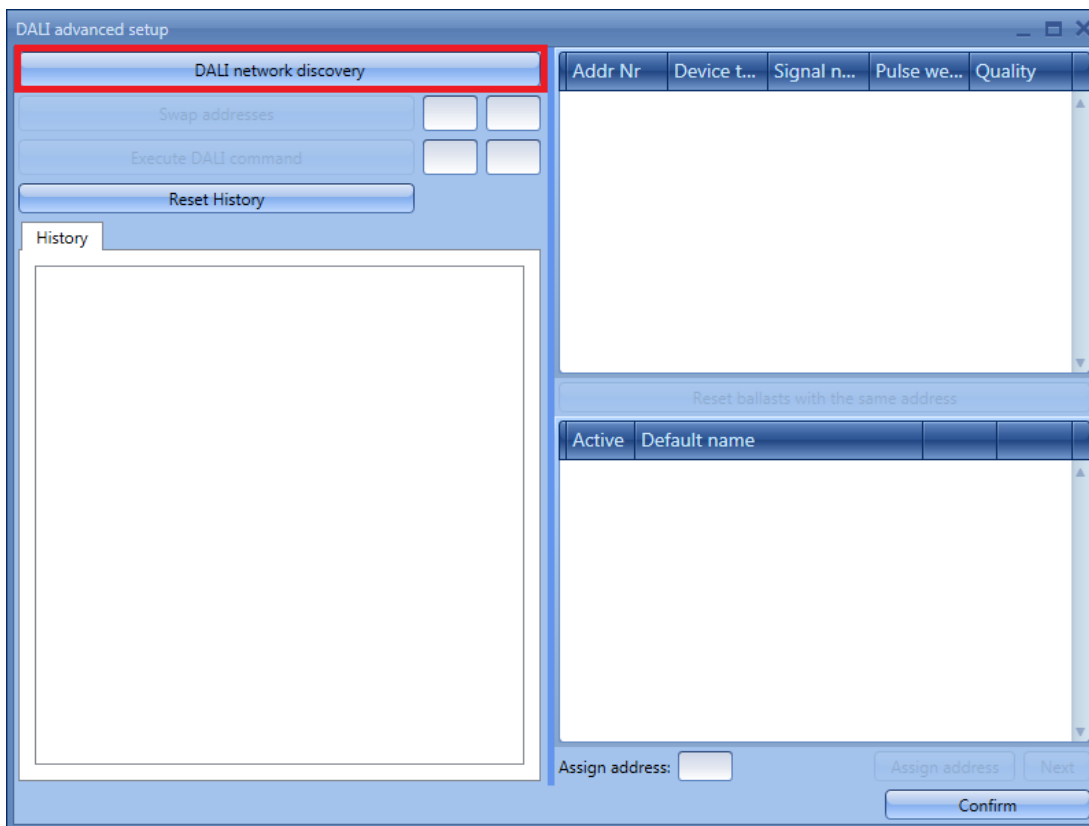 DALI advanced setup
DALI network discovery
Swap addresses
Execute DALI command
Reset History
History
Addr Nr Device t... Signal n... Pulse we... Quality
Reset ballasts with the same address
Active Default name
Assign address: Assign address Next
Confirm